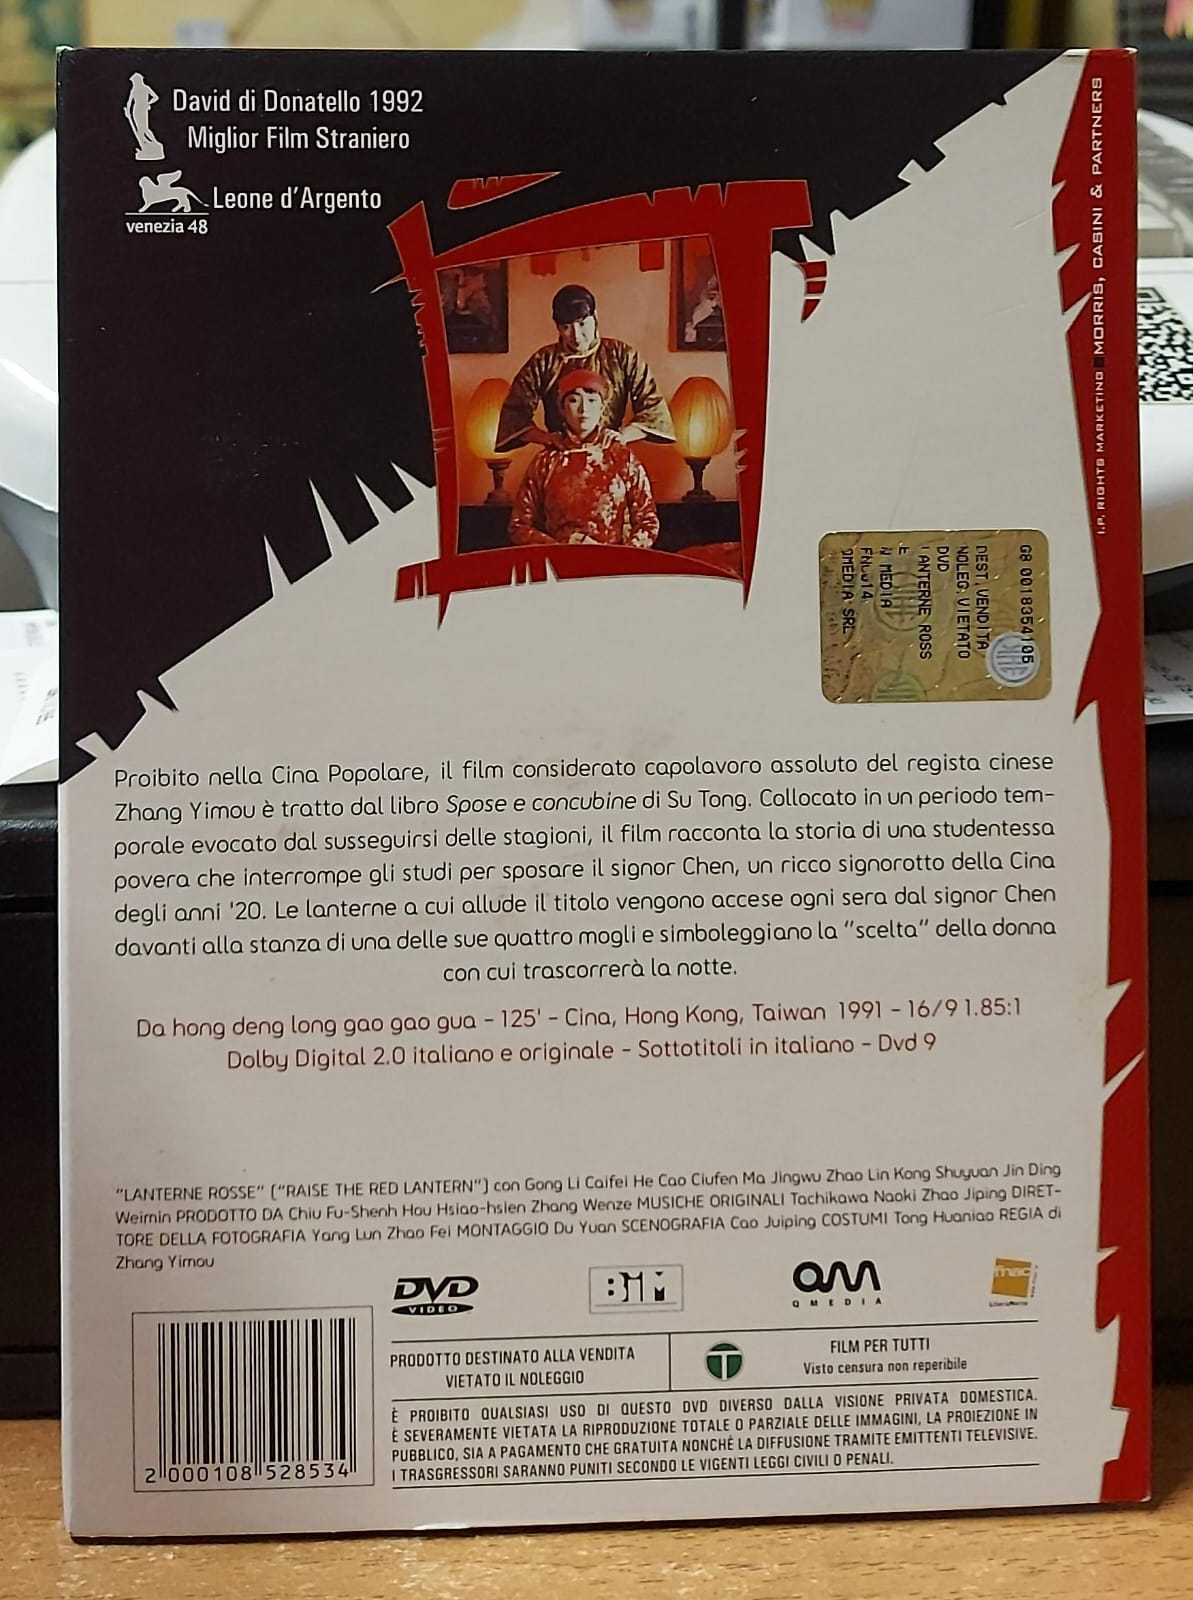 David di Donatello 1992
Miglior Film Straniero
Leone d'Argento
venezia 48
I.P. RIGHTS MARKETING MORRIS, CASINI & PARTNERS
G8 0018354105
DEST.VENDITA
NOLEG.VIETATO
DVD
LANTERNE ROSS
E
N MEDIA
QMEDIA SRL
Proibito nella Cina Popolare, il film considerato capolavoro assoluto del regista cinese
Zhang Yimou è tratto dal libro Spose e concubine di Su Tong. Collocato in un periodo tem-
porale evocato dal susseguirsi delle stagioni, il film racconta la storia di una studentessa
povera che interrompe gli studi per sposare il signor Chen, un ricco signorotto della Cina
degli anni '20. Le lanterne a cui allude il titolo vengono accese ogni sera dal signor Chen
davanti alla stanza di una delle sue quattro mogli e simboleggiano la "scelta" della donna
con cui trascorrerà la notte.
Da hong deng long gao gao gua - 125' - Cina, Hong Kong, Taiwan 1991 - 16/9 1.85:1
Dolby Digital 2.0 italiano e originale - Sottotitoli in italiano - Dvd 9
"LANTERNE ROSSE" ("RAISE THE RED LANTERN") con Gong Li Caifei He Cao Ciufen Ma Jingwu Zhao Lin Kong Shuyuan Jin Ding
Weimin PRODOTTO DA Chiu Fu-Shenh Hou Hsiao-hsien Zhang Wenze MUSICHE ORIGINALI Tachikawa Naoki Zhao Jiping DIRET-
TORE DELLA FOTOGRAFIA Yang Lun Zhao Fei MONTAGGIO Du Yuan SCENOGRAFIA Cao Juiping COSTUMI Tong Huaniao REGIA di
Zhang Yimou
DVD
VIDEO
BIM
QM
QMEDIA
fnac
PRODOTTO DESTINATO ALLA VENDITA
VIETATO IL NOLEGGIO
T
FILM PER TUTTI
Visto censura non reperibile
È PROIBITO QUALSIASI USO DI QUESTO DVD DIVERSO DALLA VISIONE PRIVATA DOMESTICA.
È SEVERAMENTE VIETATA LA RIPRODUZIONE TOTALE O PARZIALE DELLE IMMAGINI, LA PROIEZIONE IN
PUBBLICO, SIA A PAGAMENTO CHE GRATUITA NONCHÉ LA DIFFUSIONE TRAMITE EMITTENTI TELEVISIVE.
I TRASGRESSORI SARANNO PUNITI SECONDO LE VIGENTI LEGGI CIVILI O PENALI.
2 000108 528534